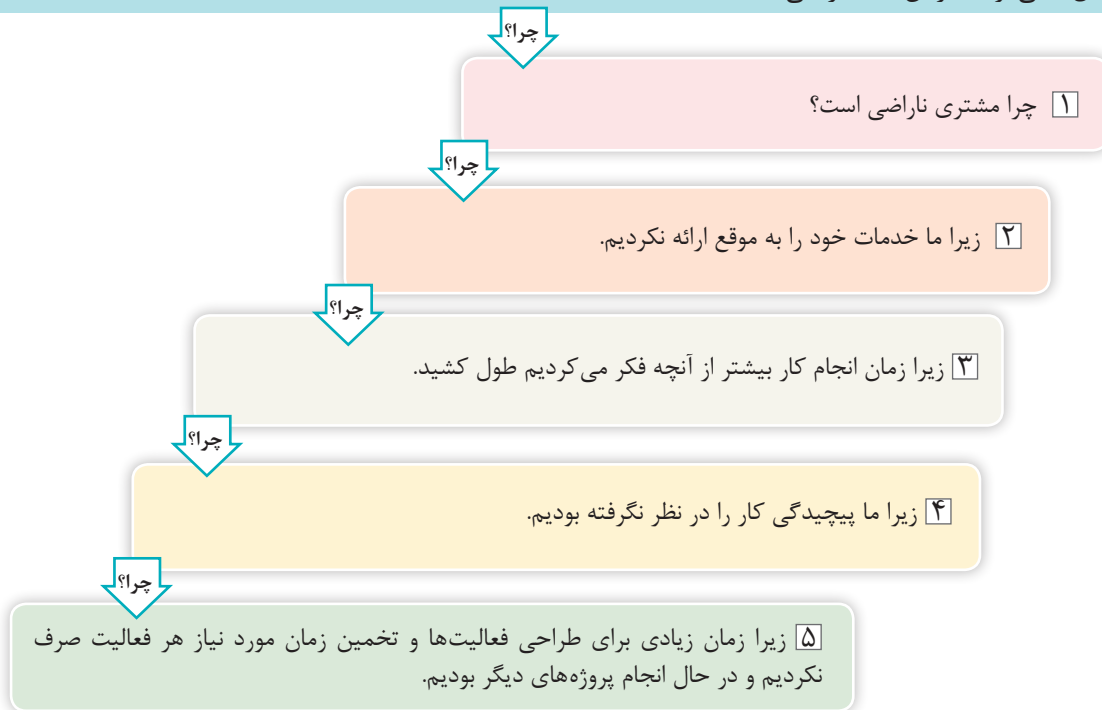 چرا؟
۱ چرا مشتری ناراضی است؟
چرا؟
۲ زیرا ما خدمات خود را به موقع ارائه نکردیم.
چرا؟
۳ زیرا زمان انجام کار بیشتر از آنچه فکر می‌کردیم طول کشید.
چرا؟
۴ زیرا ما پیچیدگی کار را در نظر نگرفته بودیم.
چرا؟
۵ زیرا زمان زیادی برای طراحی فعالیت‌ها و تخمین زمان مورد نیاز هر فعالیت صرف
نکردیم و در حال انجام پروژه‌های دیگر بودیم.